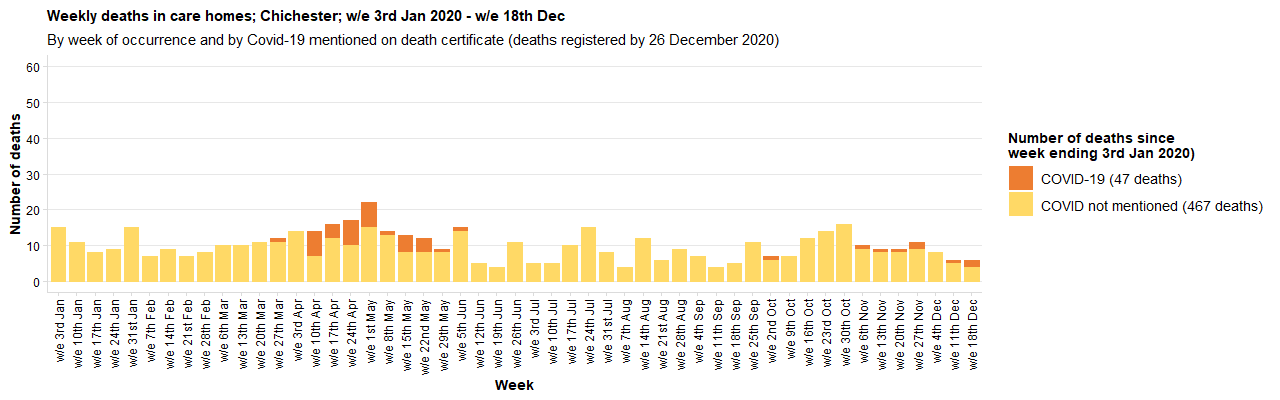 Weekly deaths in care homes; Chichester; w/e 3rd Jan 2020 - w/e 18th Dec
By week of occurrence and by Covid-19 mentioned on death certificate (deaths registered by 26 December 2020)
Number of deaths
60
50
40
30
20
10
0
w/e 3rd Jan
w/e 10th Jan
w/e 17th Jan
w/e 24th Jan
w/e 31st Jan
w/e 7th Feb
w/e 14th Feb
w/e 21st Feb
w/e 28th Feb
w/e 6th Mar
w/e 13th Mar
w/e 20th Mar
w/e 27th Mar
w/e 3rd Apr
w/e 10th Apr
w/e 17th Apr
w/e 24th Apr
w/e 1st May
w/e 8th May
w/e 15th May
w/e 22nd May
w/e 29th May
w/e 5th Jun
w/e 12th Jun
w/e 19th Jun
w/e 26th Jun
w/e 3rd Jul
w/e 10th Jul
w/e 17th Jul
w/e 24th Jul
w/e 31st Jul
w/e 7th Aug
w/e 14th Aug
w/e 21st Aug
w/e 28th Aug
w/e 4th Sep
w/e 11th Sep
w/e 18th Sep
w/e 25th Sep
w/e 2nd Oct
w/e 9th Oct
w/e 16th Oct
w/e 23rd Oct
w/e 30th Oct
w/e 6th Nov
w/e 13th Nov
w/e 20th Nov
w/e 27th Nov
w/e 4th Dec
w/e 11th Dec
w/e 18th Dec
Week
Number of deaths since
week ending 3rd Jan 2020)
COVID-19 (47 deaths)
COVID not mentioned (467 deaths)